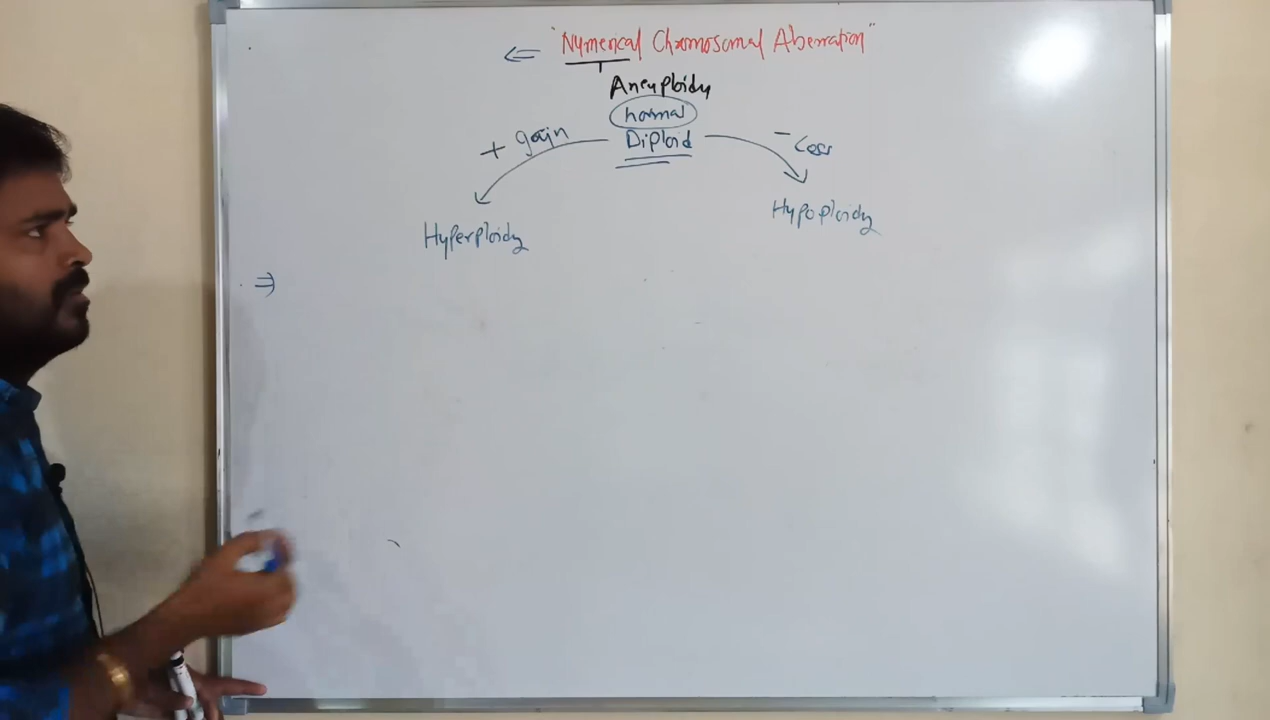 ⇐ "Numerical Chromosomal Aberration"
Aneuploidy
normal
+ gain Diploid - Loss
Hyperploidy Hypoploidy
⇒